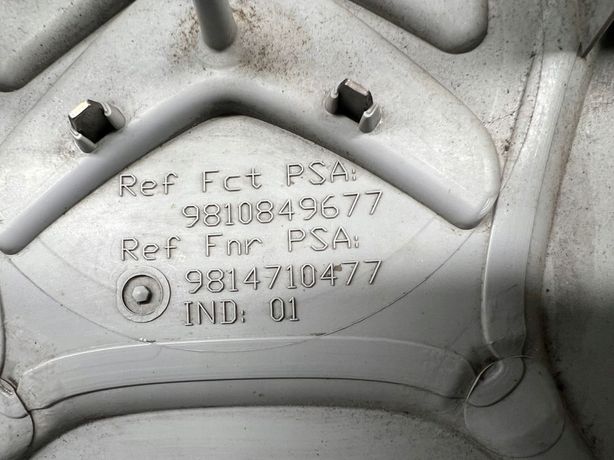 Ref Fct PSA:
9810849677
Ref Fnr PSA:
9814710477
IND: 01